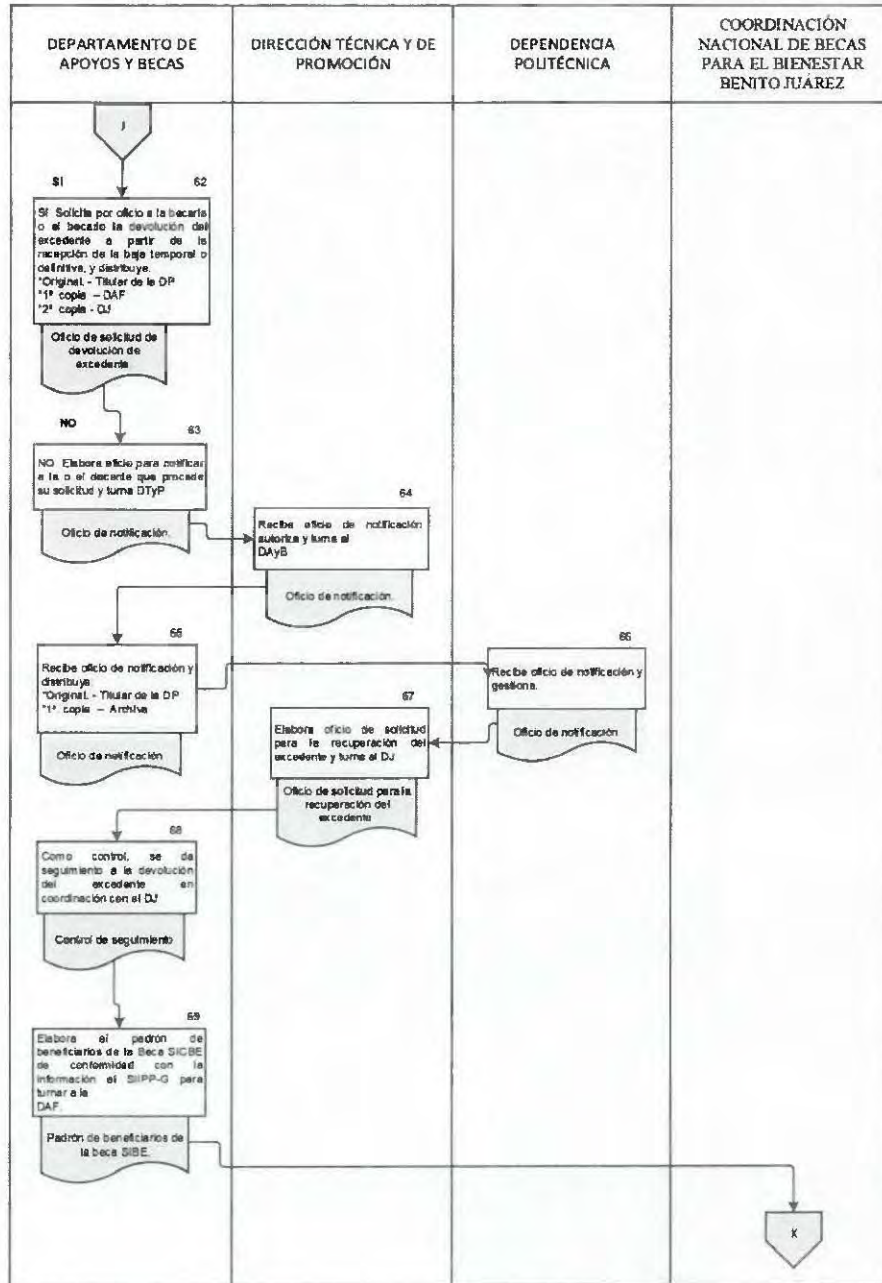 DEPARTAMENTO DE
APOYOS Y BECAS
DIRECCIÓN TÉCNICA Y DE
PROMOCIÓN
DEPENDENCIA
POLITÉCNICA
COORDINACIÓN
NACIONAL DE BECAS
PARA EL BIENESTAR
BENITO JUÁREZ
J
SI
62
SI Solicita por oficio a la becaria
o el becado la devolución del
excedente a partir de la
recepción de la baja temporal o
definitiva, y distribuye.
*Original. - Titular de la DP
*1ª copia – DAF
*2ª copia - DJ
Oficio de solicitud de
devolución de
excedente
NO
63
NO Elabora oficio para notificar
a la o el docente que procede
su solicitud y turna DTyP
Oficio de notificación.
64
Recibe oficio de notificación
autoriza y turna al
DAyB
Oficio de notificación.
65
Recibe oficio de notificación y
distribuye.
*Original. - Titular de la DP
*1ª copia – Archiva
Oficio de notificación
66
Recibe oficio de notificación y
gestiona.
Oficio de notificación
67
Elabora oficio de solicitud
para la recuperación del
excedente y turna al DJ
Oficio de solicitud para la
recuperación del
excedente
68
Como control, se da
seguimiento a la devolución
del excedente en
coordinación con el DJ
Control de seguimiento
69
Elabora el padrón de
beneficiarios de la Beca SICBE
de conformidad con la
información el SIIPP-G para
turnar a la
DAF.
Padrón de beneficiarios de
la beca SIBE.
K